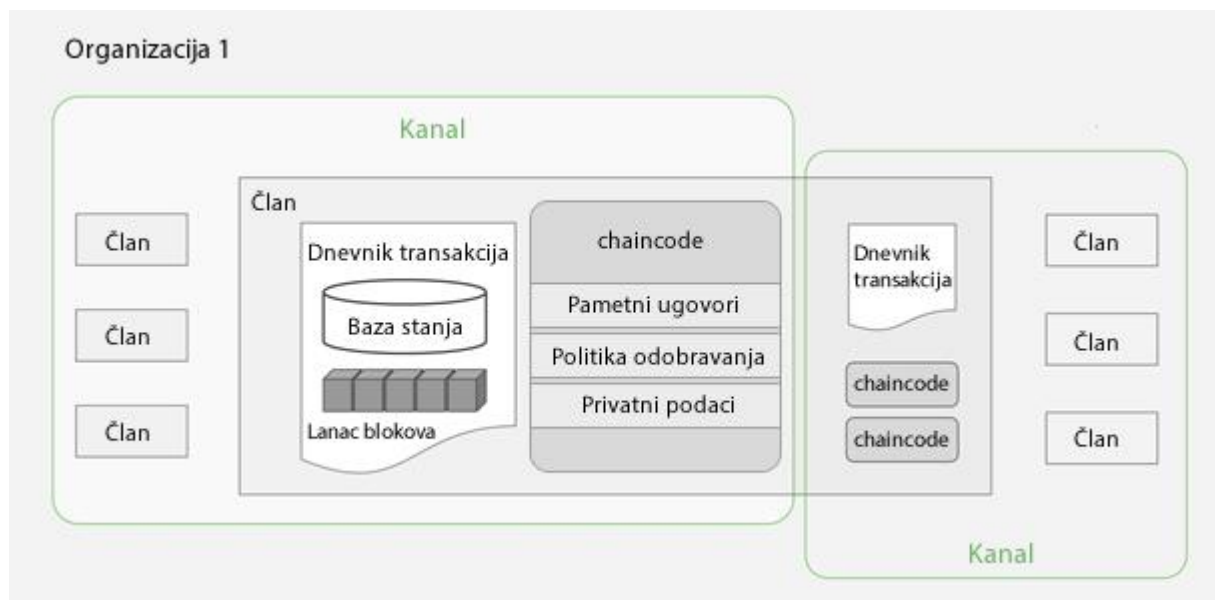 Organizacija 1
Kanal
Član
Član
Član
Član
Dnevnik transakcija
Baza stanja
Lanac blokova
chaincode
Pametni ugovori
Politika odobravanja
Privatni podaci
Dnevnik
transakcija
chaincode
chaincode
Član
Član
Član
Kanal